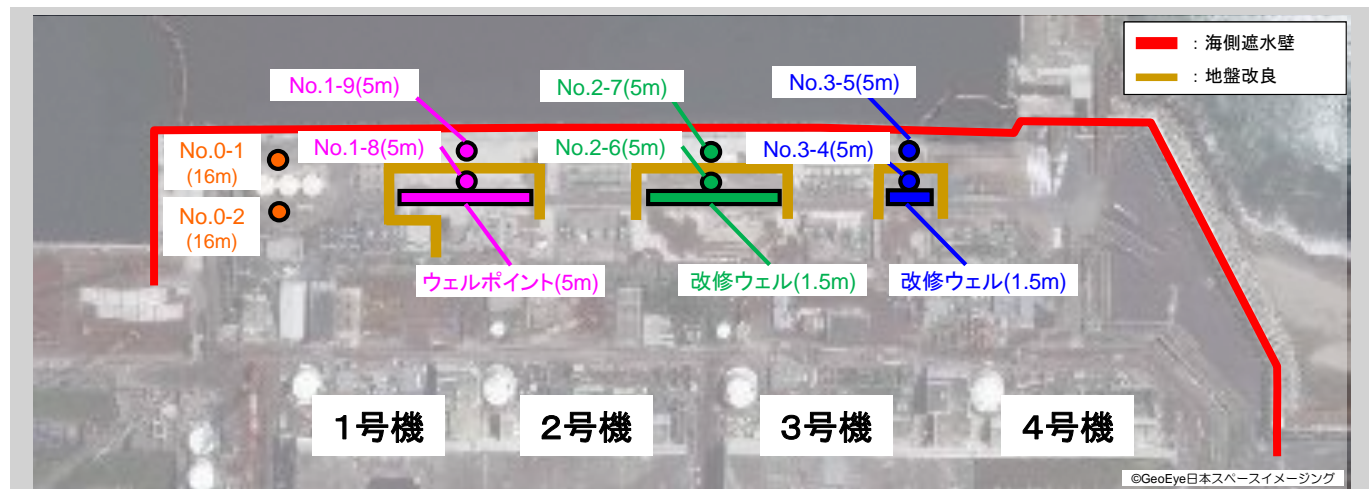 ：海側遮水壁
：地盤改良
No.1-9(5m)
No.2-7(5m)
No.3-5(5m)
No.0-1
(16m)
No.1-8(5m)
No.2-6(5m)
No.3-4(5m)
No.0-2
(16m)
ウェルポイント(5m)
改修ウェル(1.5m)
改修ウェル(1.5m)
1号機
2号機
3号機
4号機
©GeoEye日本スペースイメージング